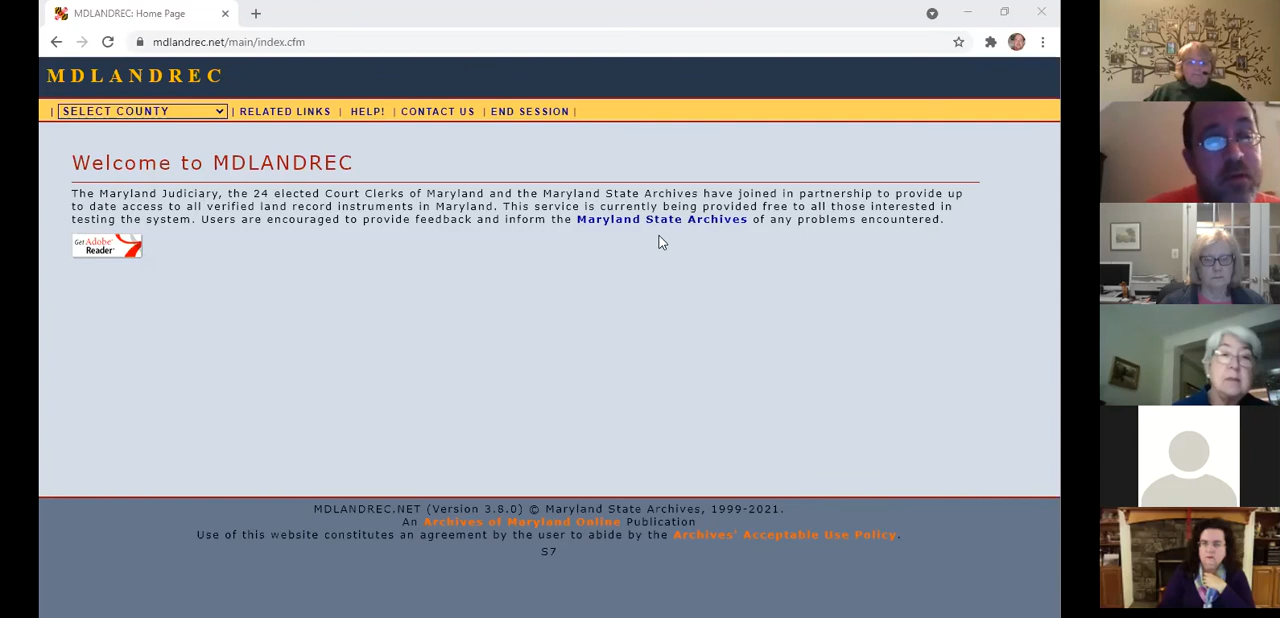 MDLANDREC: Home Page
mdlandrec.net/main/index.cfm
MDLANDREC
| SELECT COUNTY | RELATED LINKS | HELP! | CONTACT US | END SESSION |
Welcome to MDLANDREC
The Maryland Judiciary, the 24 elected Court Clerks of Maryland and the Maryland State Archives have joined in partnership to provide up
to date access to all verified land record instruments in Maryland. This service is currently being provided free to all those interested in
testing the system. Users are encouraged to provide feedback and inform the Maryland State Archives of any problems encountered.
Get Adobe
Reader
MDLANDREC.NET (Version 3.8.0) © Maryland State Archives, 1999-2021.
An Archives of Maryland Online Publication
Use of this website constitutes an agreement by the user to abide by the Archives' Acceptable Use Policy.
S7